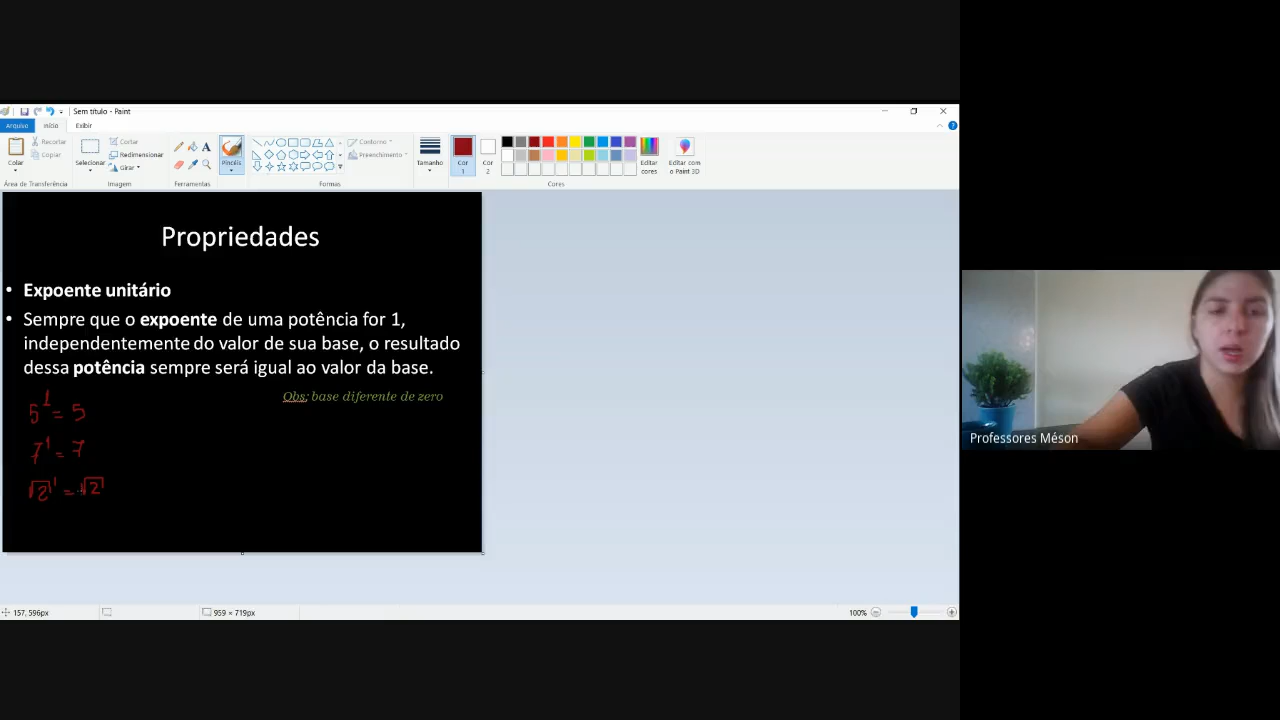 Sem título - Paint
Arquivo Início Exibir
Colar
Recortar
Copiar
Área de Transferência
Selecionar
Cortar
Redimensionar
Girar
Imagem
Ferramentas
Pincéis
Contorno
Preenchimento
Formas
Tamanho
Cor 1
Cor 2
Editar cores
Editar com o Paint 3D
Cores
Propriedades
• Expoente unitário
• Sempre que o expoente de uma potência for 1,
independentemente do valor de sua base, o resultado
dessa potência sempre será igual ao valor da base.
Obs: base diferente de zero
5¹ = 5
7¹ = 7
√2¹ = √2
Professores Méson
157, 596px
959 × 719px
100%